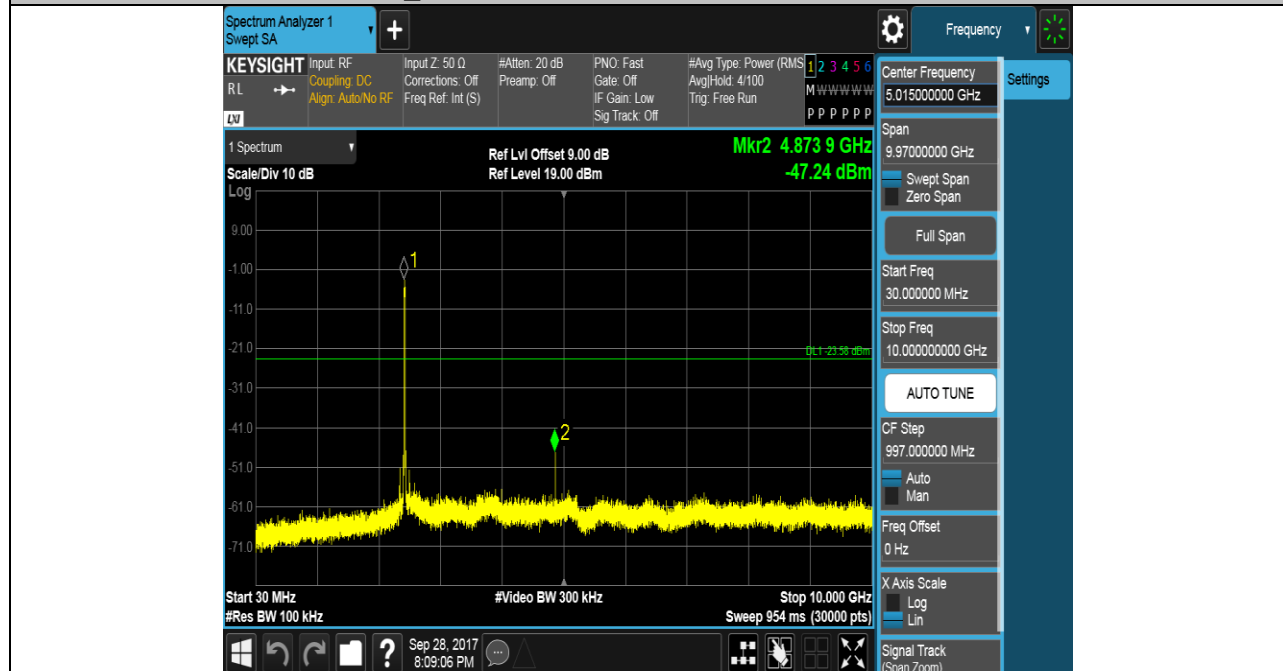 Spectrum Analyzer 1
Swept SA
+
Frequency
KEYSIGHT
RL
LXI
Input: RF
Coupling: DC
Align: Auto/No RF
Input Z: 50 Ω
Corrections: Off
Freq Ref: Int (S)
#Atten: 20 dB
Preamp: Off
PNO: Fast
Gate: Off
IF Gain: Low
Sig Track: Off
#Avg Type: Power (RMS
Avg|Hold: 4/100
Trig: Free Run
1 2 3 4 5 6
M W W W W W
P P P P P P
1 Spectrum
Scale/Div 10 dB
Log
Ref Lvl Offset 9.00 dB
Ref Level 19.00 dBm
Mkr2 4.873 9 GHz
-47.24 dBm
9.00
-1.00
-11.0
-21.0
-31.0
-41.0
-51.0
-61.0
-71.0
1
2
DL1 -23.58 dBm
Start 30 MHz
#Res BW 100 kHz
#Video BW 300 kHz
Stop 10.000 GHz
Sweep 954 ms (30000 pts)
?
Sep 28, 2017
8:09:06 PM
Center Frequency
5.015000000 GHz
Span
9.97000000 GHz
Swept Span
Zero Span
Full Span
Start Freq
30.000000 MHz
Stop Freq
10.000000000 GHz
AUTO TUNE
CF Step
997.000000 MHz
Auto
Man
Freq Offset
0 Hz
X Axis Scale
Log
Lin
Signal Track
(Span Zoom)
Settings